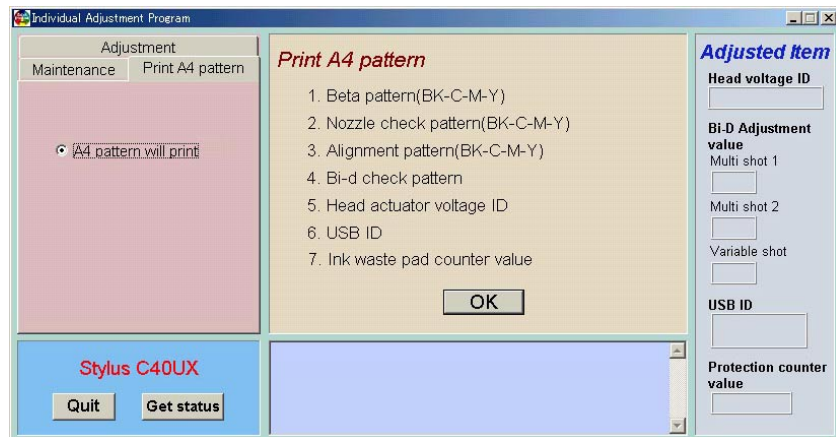 Individual Adjustment Program
Adjustment
Maintenance
Print A4 pattern
A4 pattern will print
Print A4 pattern
1. Beta pattern(BK-C-M-Y)
2. Nozzle check pattern(BK-C-M-Y)
3. Alignment pattern(BK-C-M-Y)
4. Bi-d check pattern
5. Head actuator voltage ID
6. USB ID
7. Ink waste pad counter value
OK
Stylus C40UX
Quit
Get status
Adjusted Item
Head voltage ID
Bi-D Adjustment
value
Multi shot 1
Multi shot 2
Variable shot
USB ID
Protection counter
value